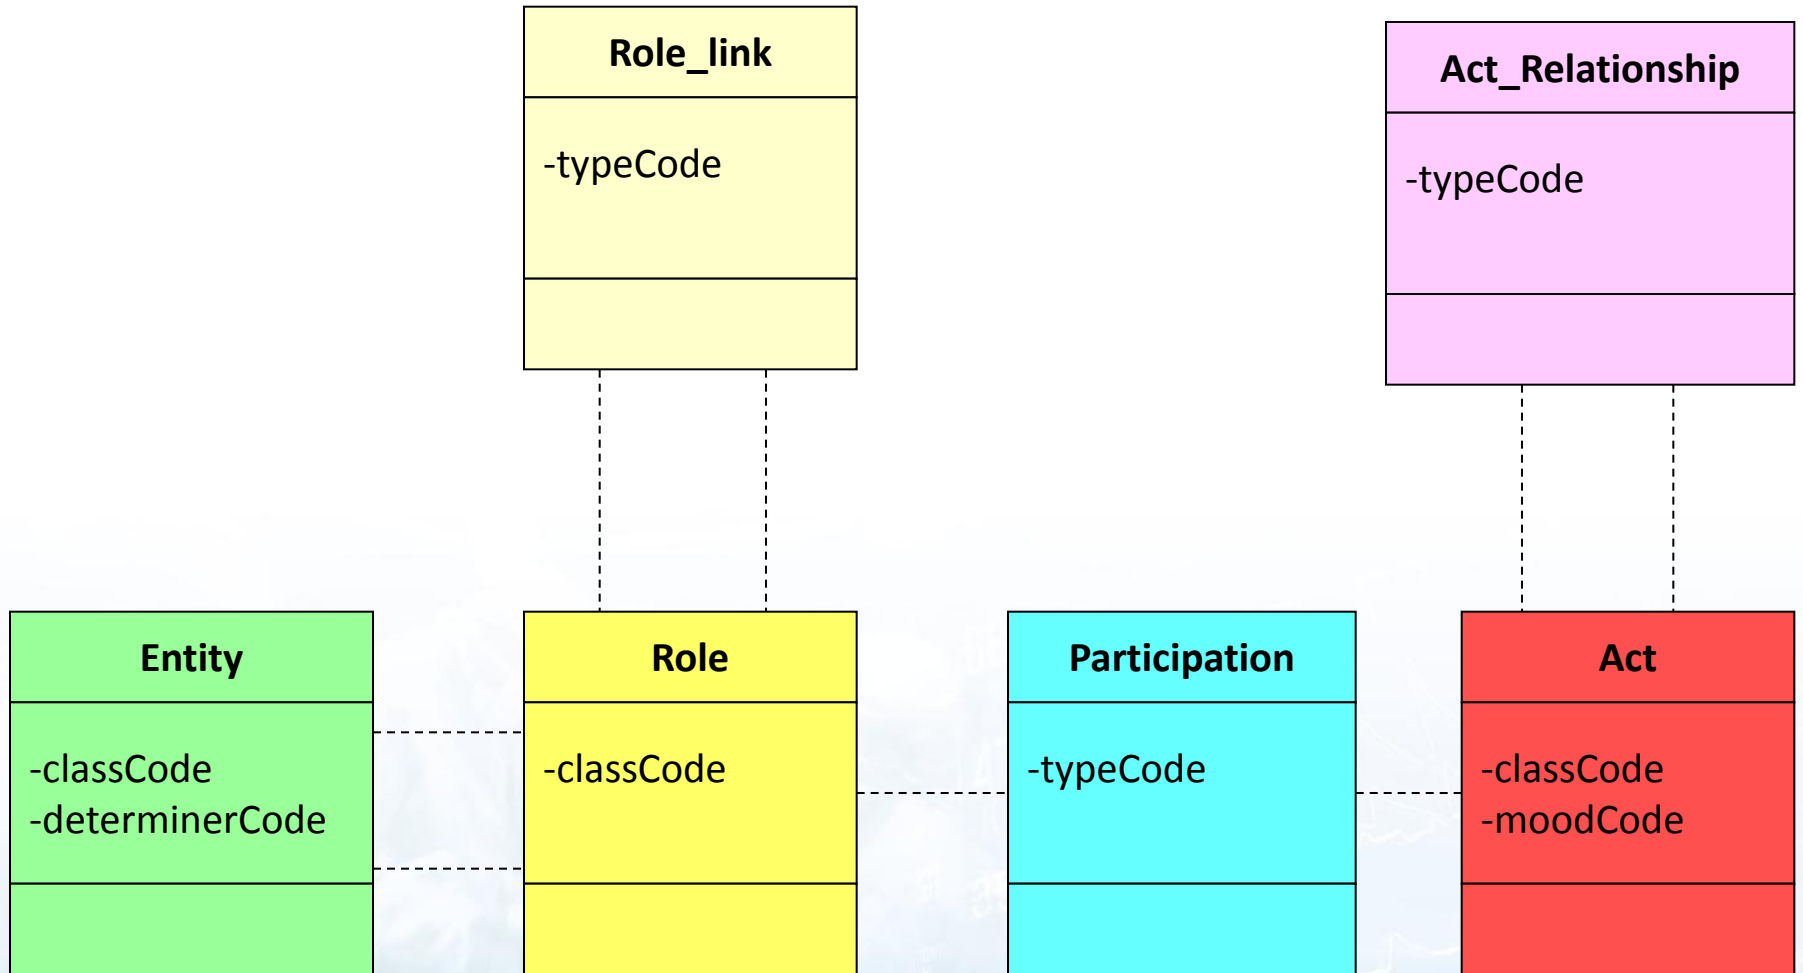 Role_link
-typeCode
Act_Relationship
-typeCode
Entity
-classCode
-determinerCode
Role
-classCode
Participation
-typeCode
Act
-classCode
-moodCode